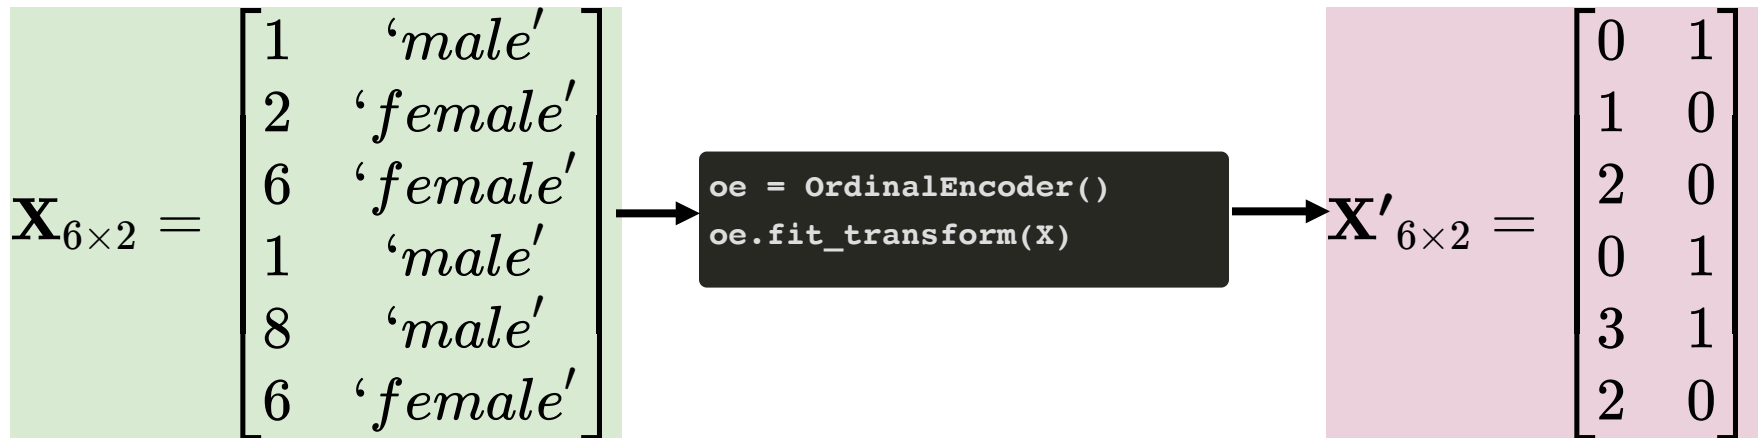 X6×2 =
1 ‘male′
2 ‘female′
6 ‘female′
1 ‘male′
8 ‘male′
6 ‘female′
oe = OrdinalEncoder()
oe.fit_transform(X)
X′6×2 =
0 1
1 0
2 0
0 1
3 1
2 0